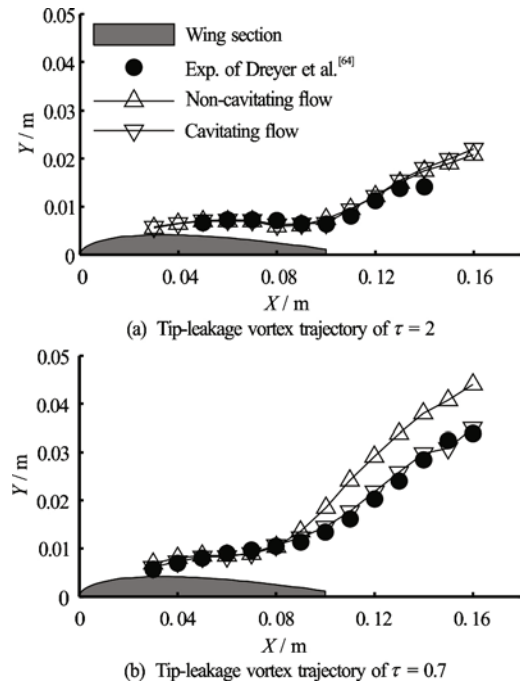 0.05
0.04
0.03
0.02
0.01
0
Y / m
Wing section
Exp. of Dreyer et al.[64]
Non-cavitating flow
Cavitating flow
0 0.04 0.08 0.12 0.16
X / m
(a) Tip-leakage vortex trajectory of τ = 2
0.05
0.04
0.03
0.02
0.01
0
Y / m
0 0.04 0.08 0.12 0.16
X / m
(b) Tip-leakage vortex trajectory of τ = 0.7